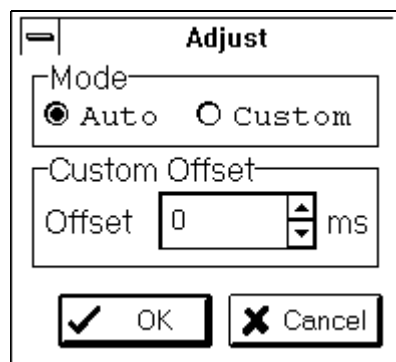 Adjust
Mode
Auto Custom
Custom Offset
Offset 0 ms
OK Cancel